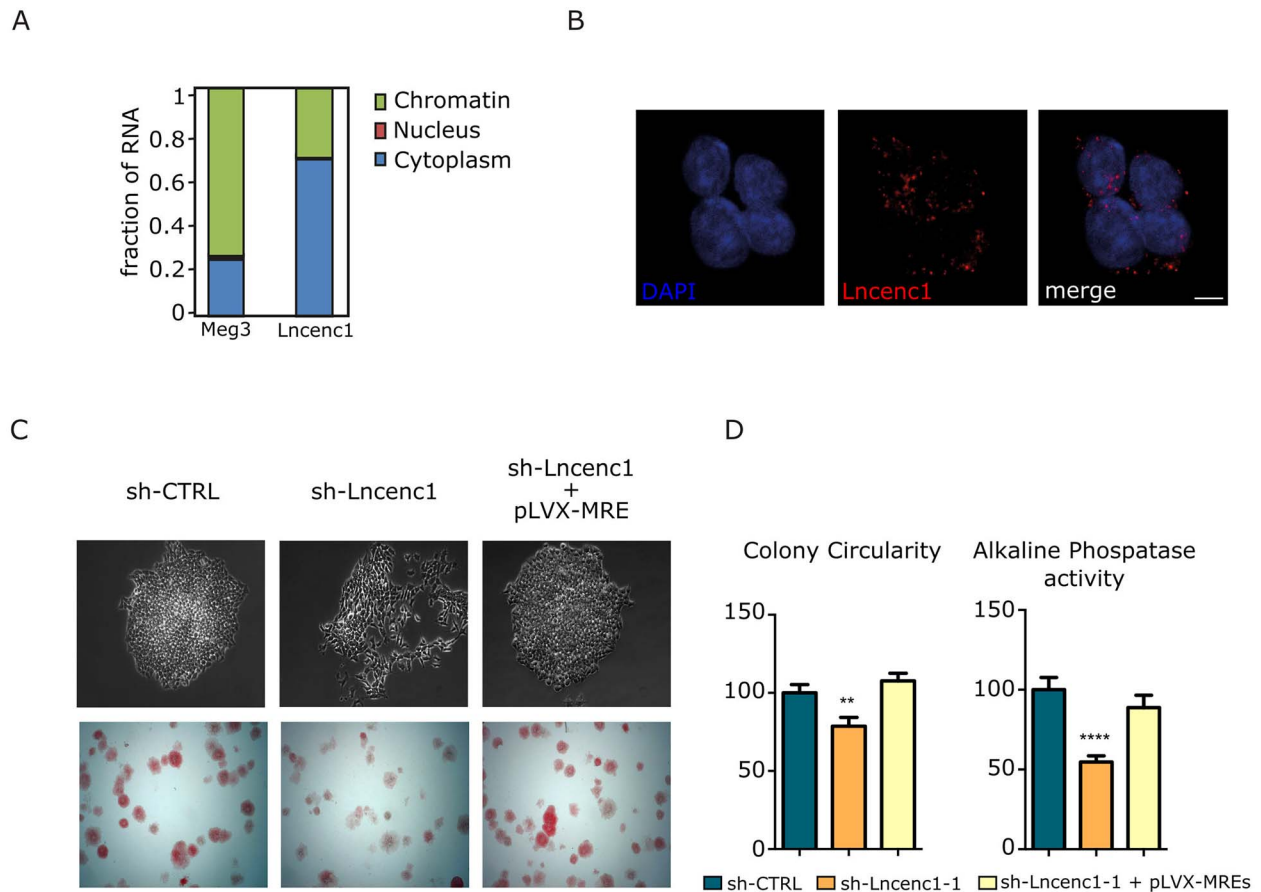 A
B
1
0.8
0.6
0.4
0.2
0
fraction of RNA
Meg3
Lncenc1
Chromatin
Nucleus
Cytoplasm
DAPI
Lncenc1
merge
C
D
sh-CTRL
sh-Lncenc1
sh-Lncenc1
+
pLVX-MRE
Colony Circularity
150
100
50
0
**
Alkaline Phospatase
activity
150
100
50
0
****
sh-CTRL
sh-Lncenc1-1
sh-Lncenc1-1 + pLVX-MREs